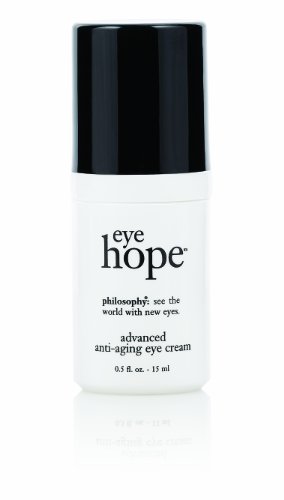 eye
hope™
philosophy®: see the
world with new eyes.
advanced
anti-aging eye cream
0.5 fl. oz. - 15 ml